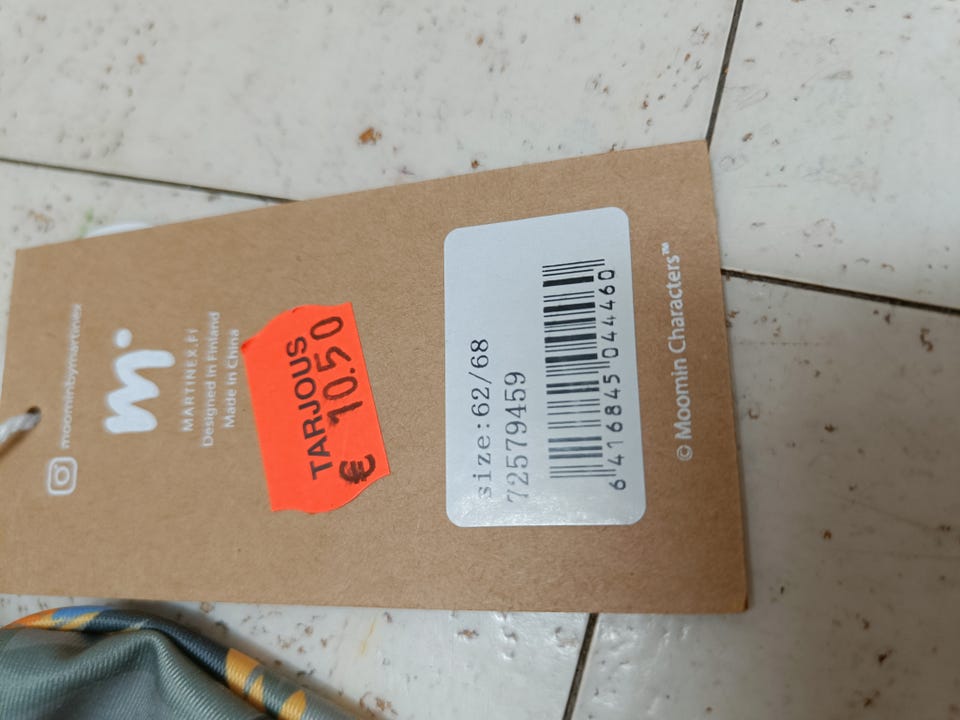 moominbymartinex
m.
MARTINEX.FI
Designed in Finland
Made in China
TARJOUS
€ 10.50
size:62/68
72579459
6 416845 044460
© Moomin Characters™